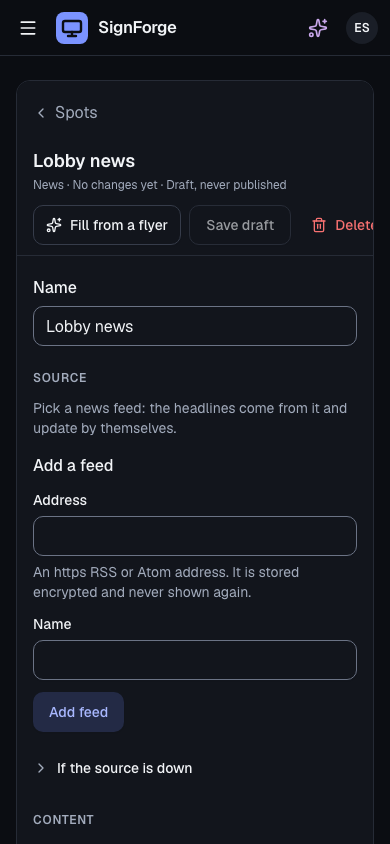 SignForge
ES
Spots
Lobby news
News · No changes yet · Draft, never published
Fill from a flyer
Save draft
Delete
Name
Lobby news
SOURCE
Pick a news feed: the headlines come from it and
update by themselves.
Add a feed
Address
An https RSS or Atom address. It is stored
encrypted and never shown again.
Name
Add feed
If the source is down
CONTENT